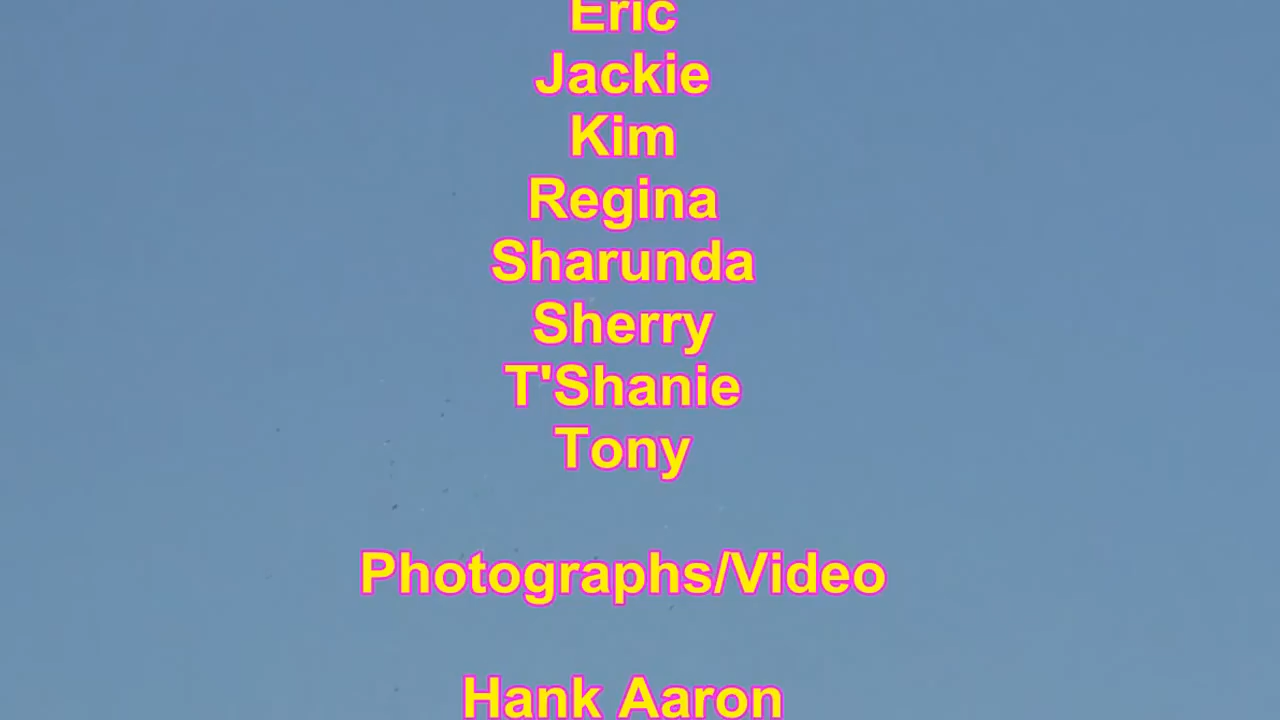 Eric
Jackie
Kim
Regina
Sharunda
Sherry
T'Shanie
Tony
Photographs/Video
Hank Aaron